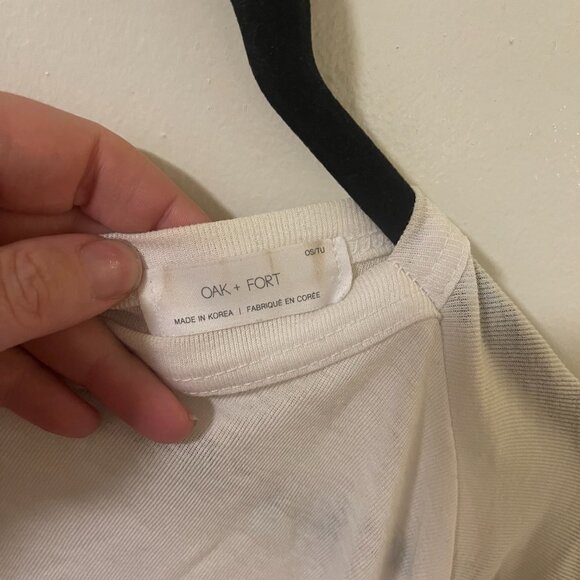 OS/TU
OAK + FORT
MADE IN KOREA | FABRIQUÉ EN CORÉE